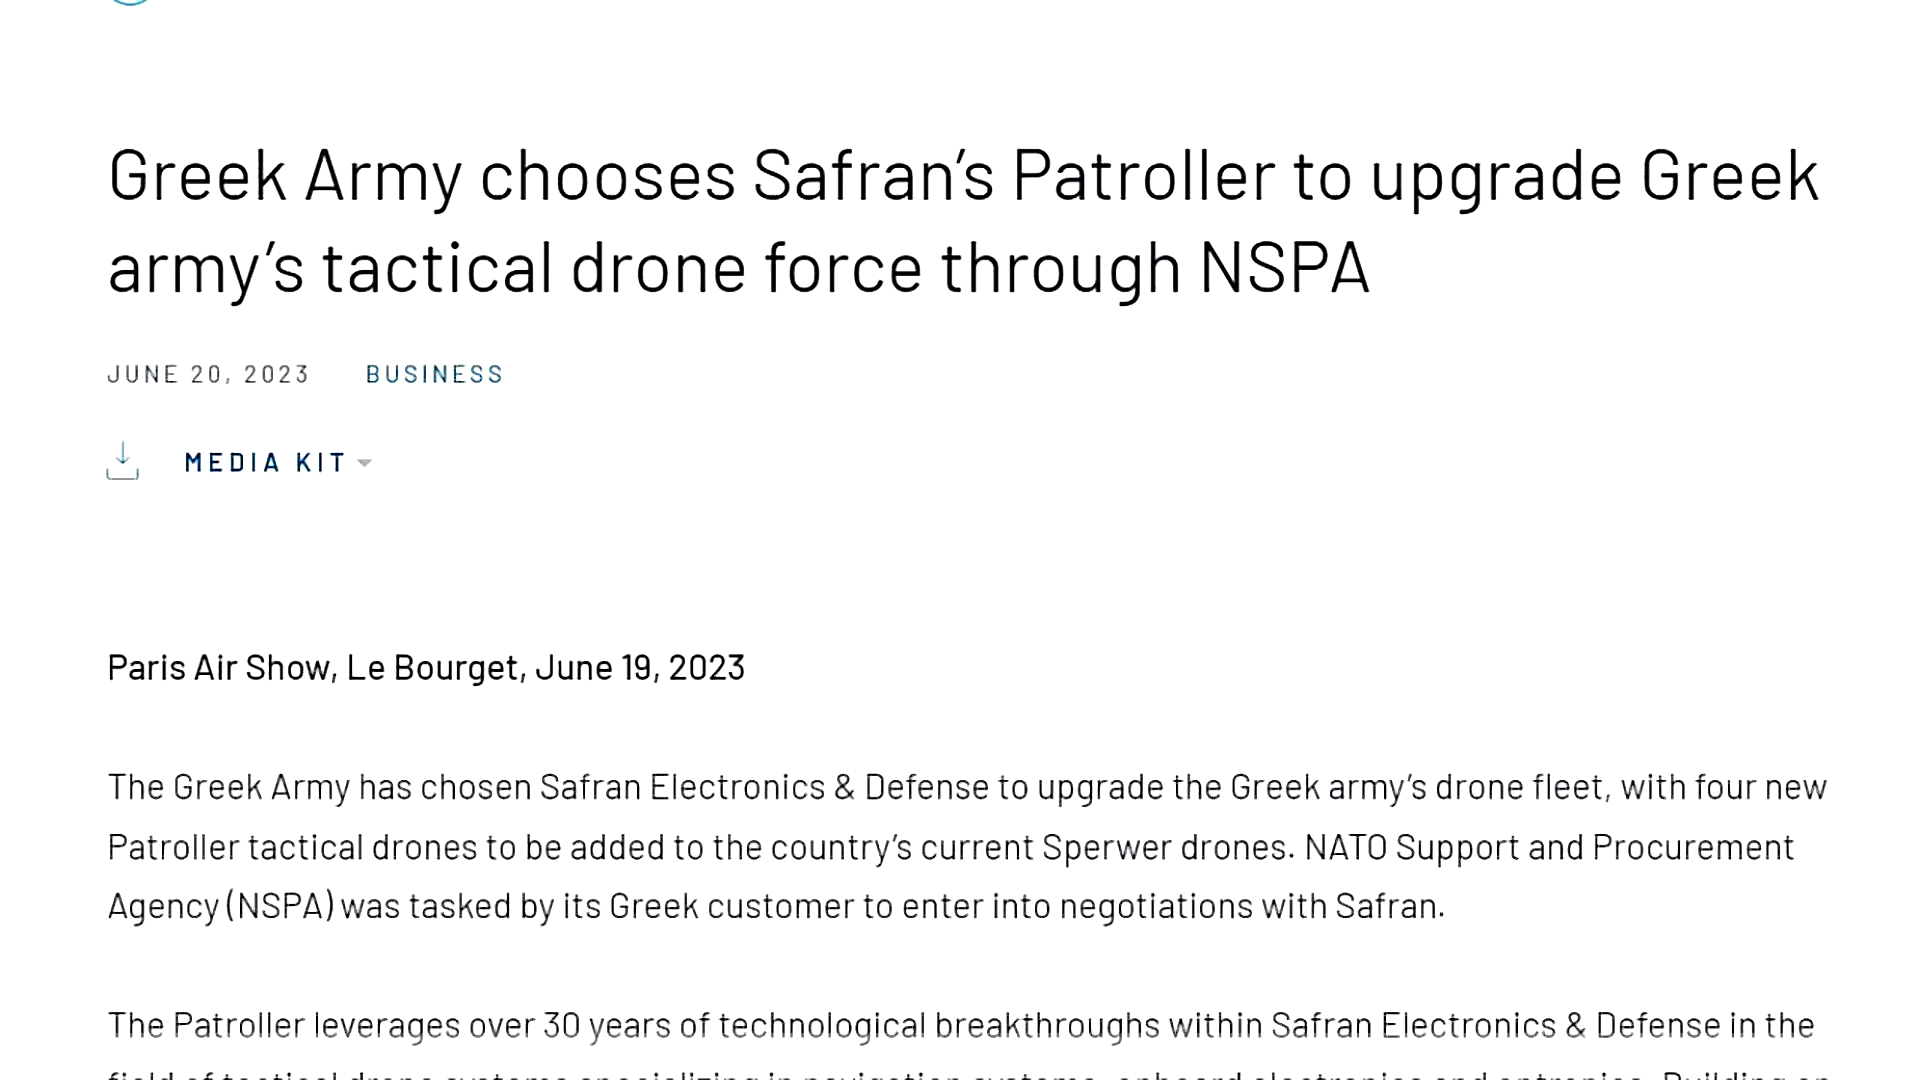 Greek Army chooses Safran’s Patroller to upgrade Greek
army’s tactical drone force through NSPA
JUNE 20, 2023 BUSINESS
MEDIA KIT
Paris Air Show, Le Bourget, June 19, 2023
The Greek Army has chosen Safran Electronics & Defense to upgrade the Greek army’s drone fleet, with four new
Patroller tactical drones to be added to the country’s current Sperwer drones. NATO Support and Procurement
Agency (NSPA) was tasked by its Greek customer to enter into negotiations with Safran.
The Patroller leverages over 30 years of technological breakthroughs within Safran Electronics & Defense in the
field of tactical drone systems specializing in navigation systems, onboard electronics and optronics. Building on